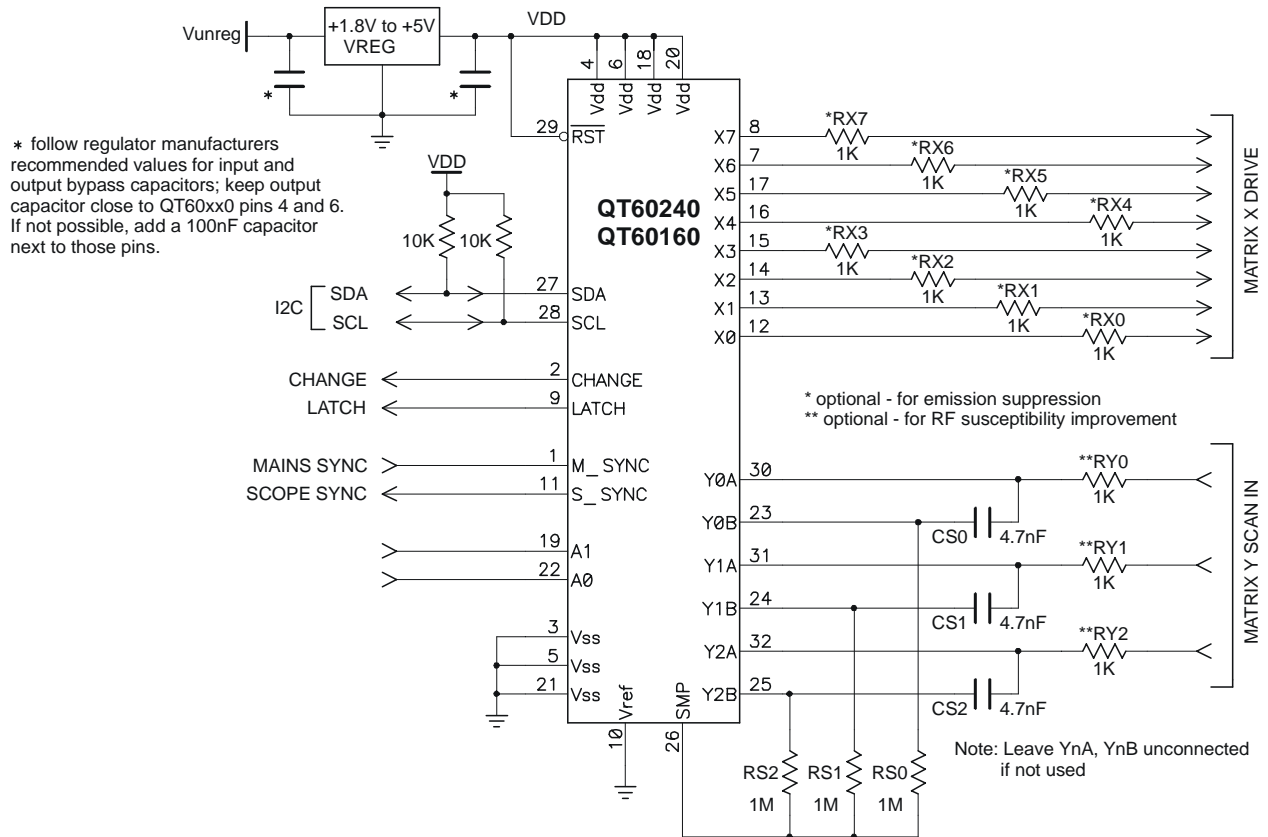 Vunreg
+1.8V to +5V
VREG
VDD
*
*
4
6
18
20
Vdd
Vdd
Vdd
Vdd
* follow regulator manufacturers
recommended values for input and
output bypass capacitors; keep output
capacitor close to QT60xx0 pins 4 and 6.
If not possible, add a 100nF capacitor
next to those pins.
29
RST
VDD
10K
10K
QT60240
QT60160
I2C
SDA
27
SDA
SCL
28
SCL
CHANGE
2
CHANGE
LATCH
9
LATCH
MAINS SYNC
1
M_SYNC
SCOPE SYNC
11
S_SYNC
19
A1
22
A0
3
Vss
5
Vss
21
Vss
Vref
10
SMP
26
X7
8
*RX7
1K
X6
7
*RX6
1K
X5
17
*RX5
1K
X4
16
*RX4
1K
X3
15
*RX3
1K
X2
14
*RX2
1K
X1
13
*RX1
1K
X0
12
*RX0
1K
MATRIX X DRIVE
* optional - for emission suppression
** optional - for RF susceptibility improvement
Y0A
30
**RY0
1K
Y0B
23
CS0
4.7nF
Y1A
31
**RY1
1K
Y1B
24
CS1
4.7nF
Y2A
32
**RY2
1K
Y2B
25
CS2
4.7nF
MATRIX Y SCAN IN
RS2
1M
RS1
1M
RS0
1M
Note: Leave YnA, YnB unconnected
if not used